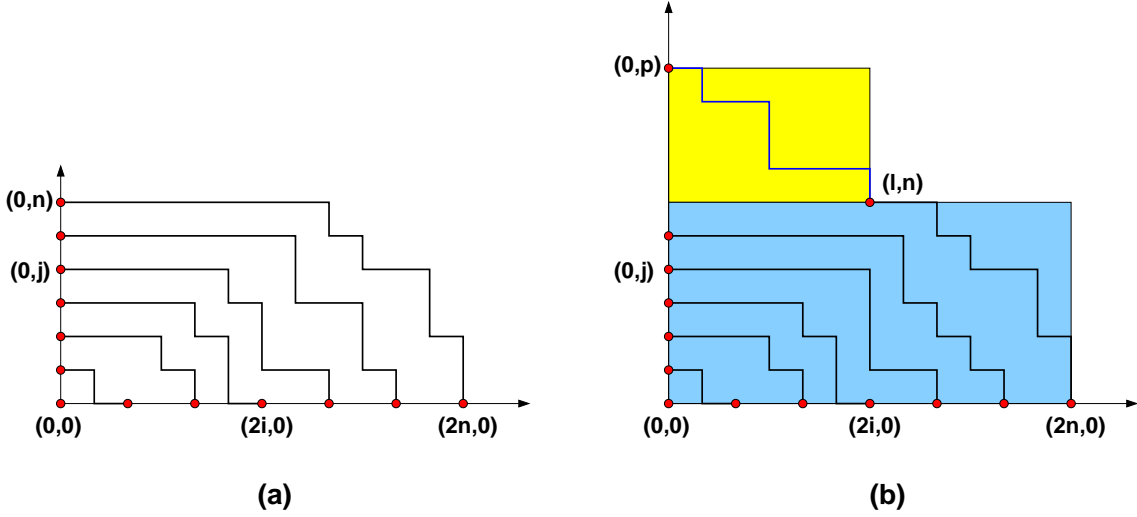 (0,n)
(0,j)
(0,0)
(2i,0)
(2n,0)
(a)
(0,p)
(l,n)
(0,j)
(0,0)
(2i,0)
(2n,0)
(b)